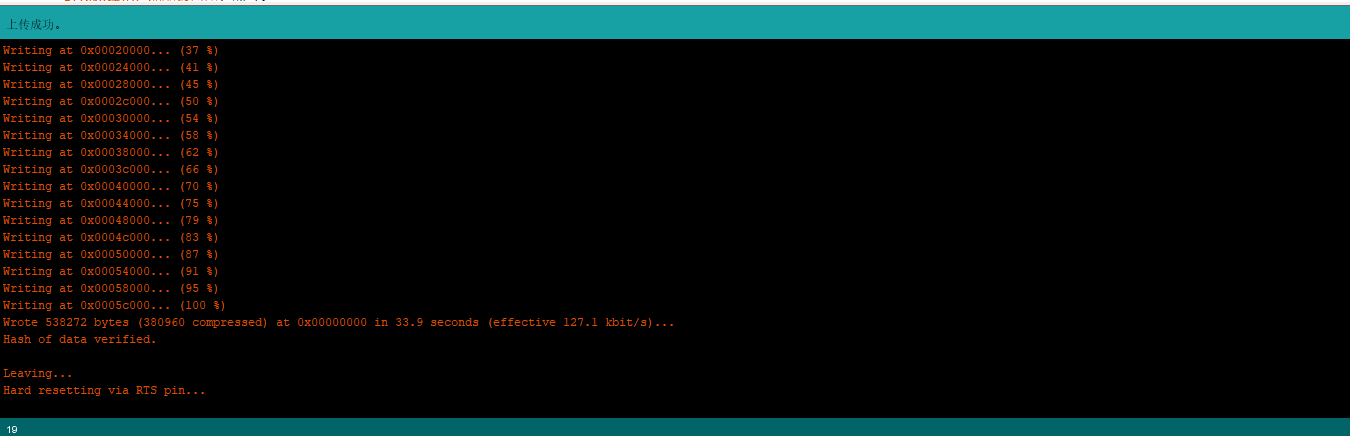 上传成功。
Writing at 0x00020000... (37 %)
Writing at 0x00024000... (41 %)
Writing at 0x00028000... (45 %)
Writing at 0x0002c000... (50 %)
Writing at 0x00030000... (54 %)
Writing at 0x00034000... (58 %)
Writing at 0x00038000... (62 %)
Writing at 0x0003c000... (66 %)
Writing at 0x00040000... (70 %)
Writing at 0x00044000... (75 %)
Writing at 0x00048000... (79 %)
Writing at 0x0004c000... (83 %)
Writing at 0x00050000... (87 %)
Writing at 0x00054000... (91 %)
Writing at 0x00058000... (95 %)
Writing at 0x0005c000... (100 %)
Wrote 538272 bytes (380960 compressed) at 0x00000000 in 33.9 seconds (effective 127.1 kbit/s)...
Hash of data verified.
Leaving...
Hard resetting via RTS pin...
19